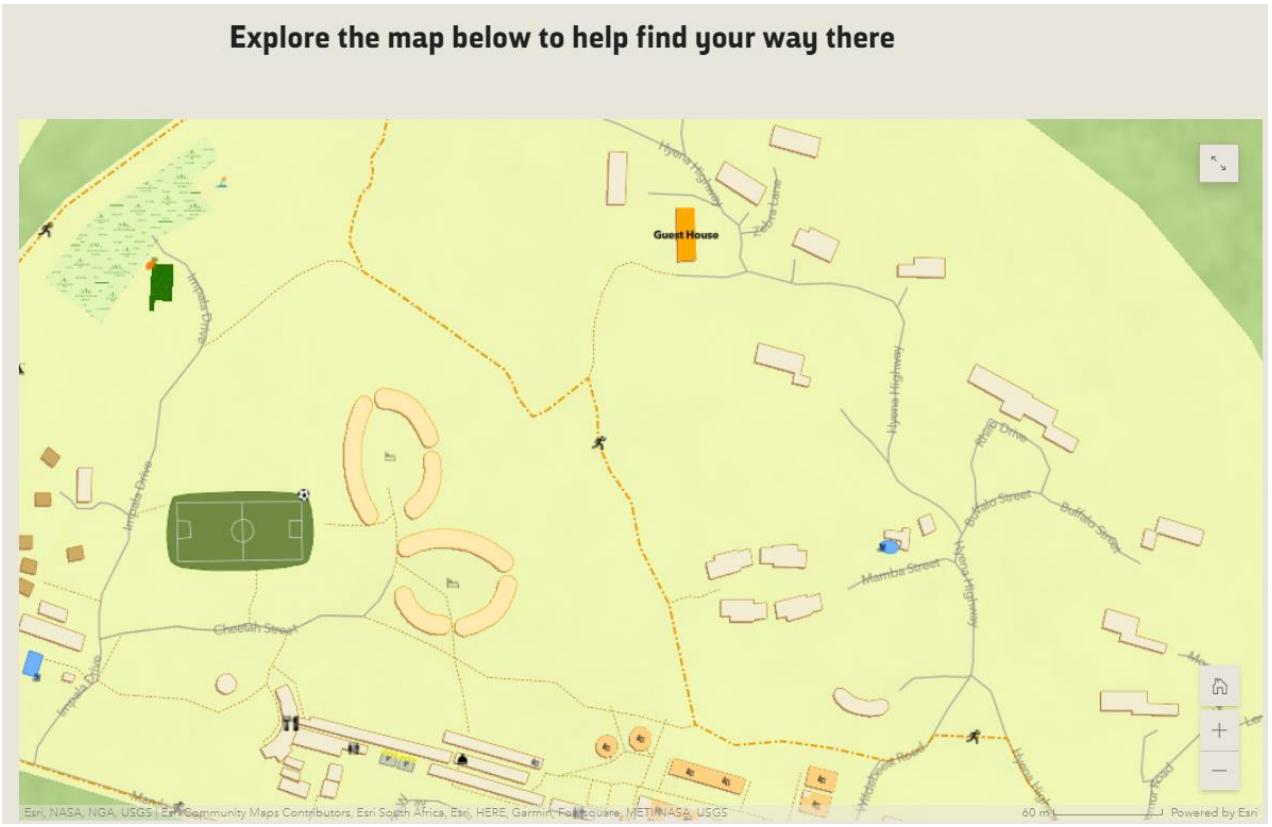 Explore the map below to help find your way there
Hyena Highway
Zebra Lane
Guest House
Impala Drive
Hyena Highway
Rhino Drive
Impala Drive
Buffalo Street
Buffalo Street
Mamba Street
Hyena Highway
Cheetah Street
Impala Drive
Wildebeest Road
Hyena High
60 m
Esri, NASA, NGA, USGS | Esri Community Maps Contributors, Esri South Africa, Esri, HERE, Garmin, Foursquare, METI/NASA, USGS
Powered by Esri